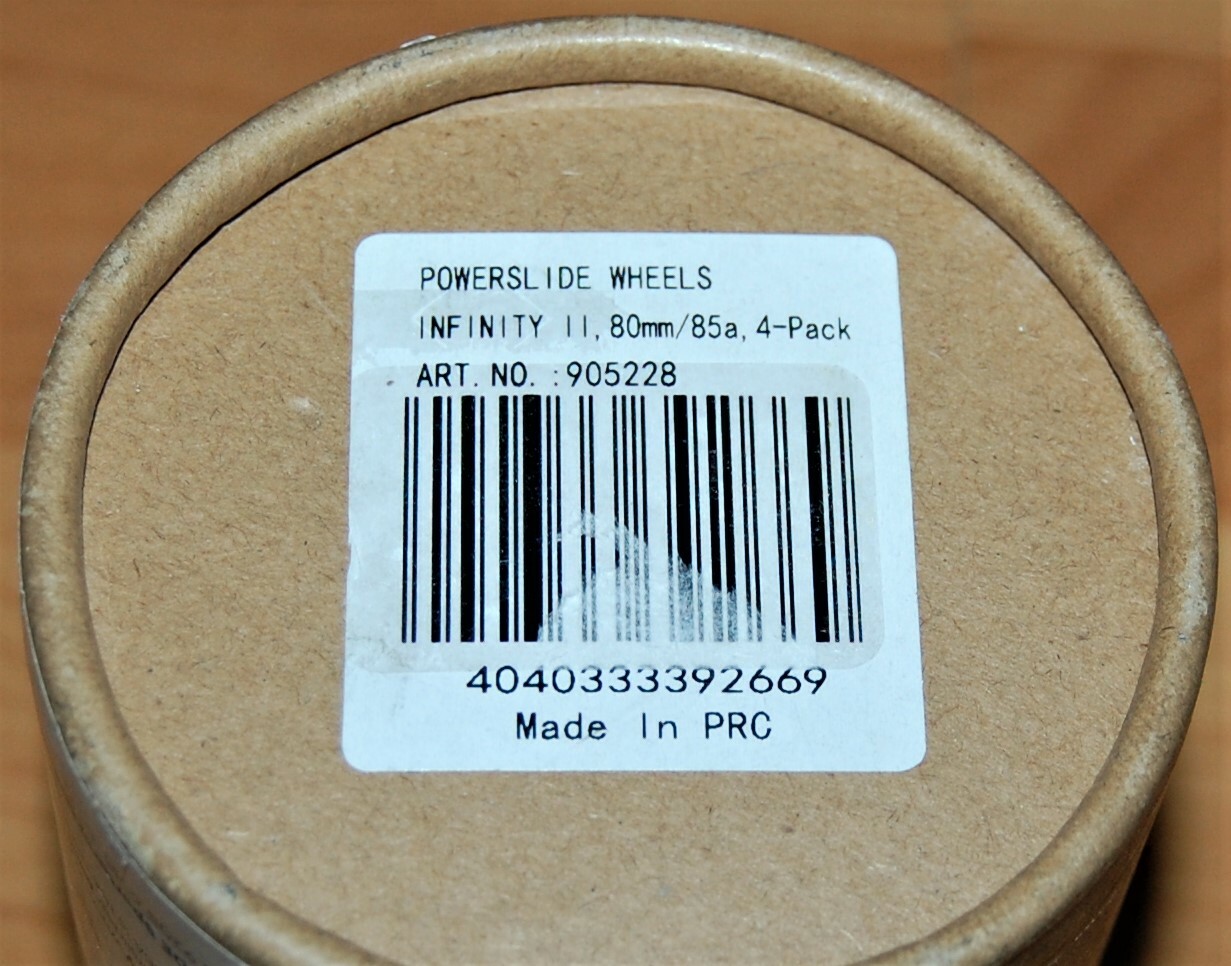 POWERSLIDE WHEELS
INFINITY II, 80mm/85a, 4-Pack
ART. NO. :905228
4040333392669
Made In PRC